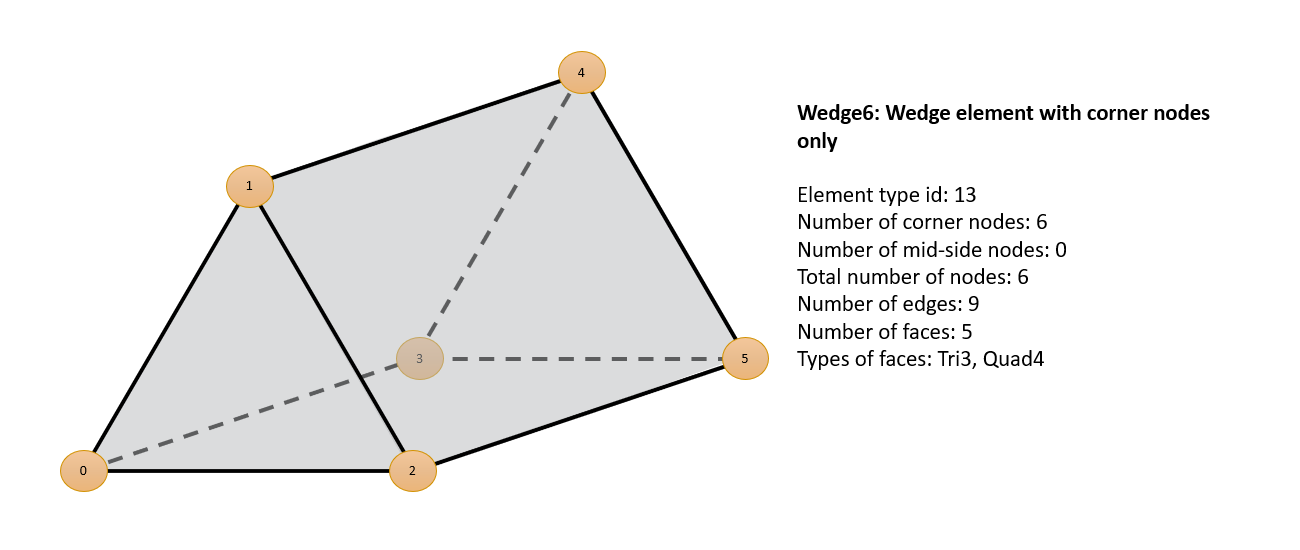 4
Wedge6: Wedge element with corner nodes
only
1
Element type id: 13
Number of corner nodes: 6
Number of mid-side nodes: 0
Total number of nodes: 6
Number of edges: 9
Number of faces: 5
Types of faces: Tri3, Quad4
3
5
0
2